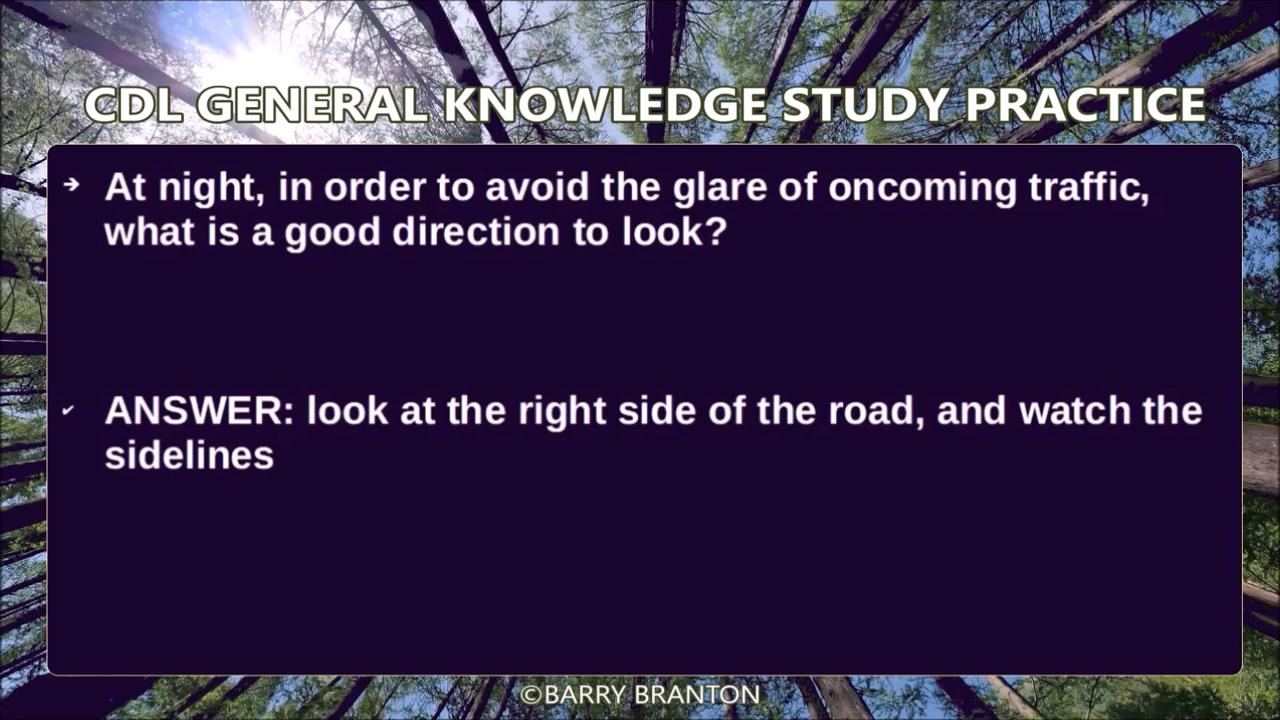 CDL GENERAL KNOWLEDGE STUDY PRACTICE
➔ At night, in order to avoid the glare of oncoming traffic,
what is a good direction to look?
✔ ANSWER: look at the right side of the road, and watch the
sidelines
©BARRY BRANTON